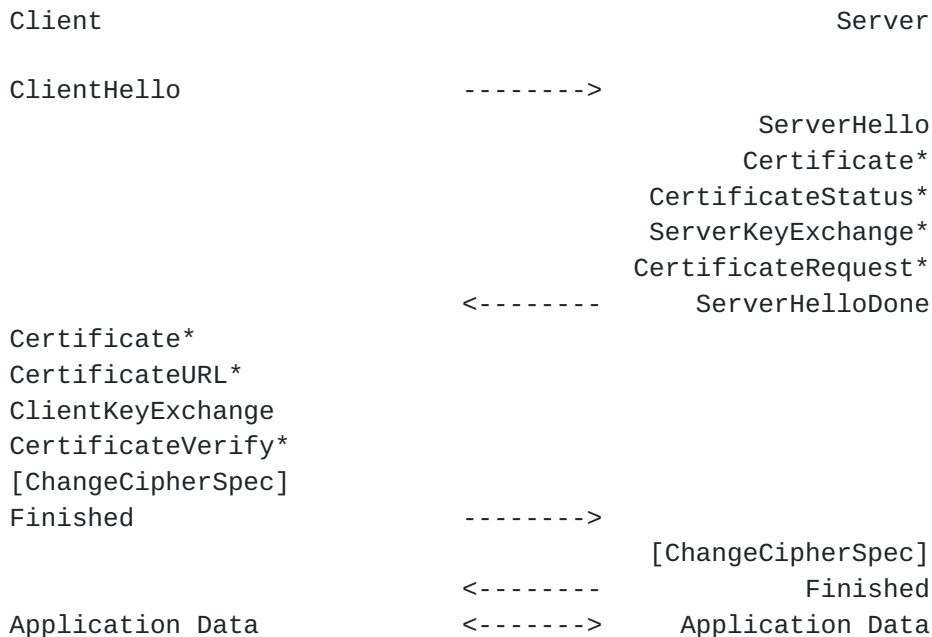 Client Server
ClientHello -------->
ServerHello
Certificate*
CertificateStatus*
ServerKeyExchange*
CertificateRequest*
<-------- ServerHelloDone
Certificate*
CertificateURL*
ClientKeyExchange
CertificateVerify*
[ChangeCipherSpec]
Finished -------->
[ChangeCipherSpec]
<-------- Finished
Application Data <-------> Application Data